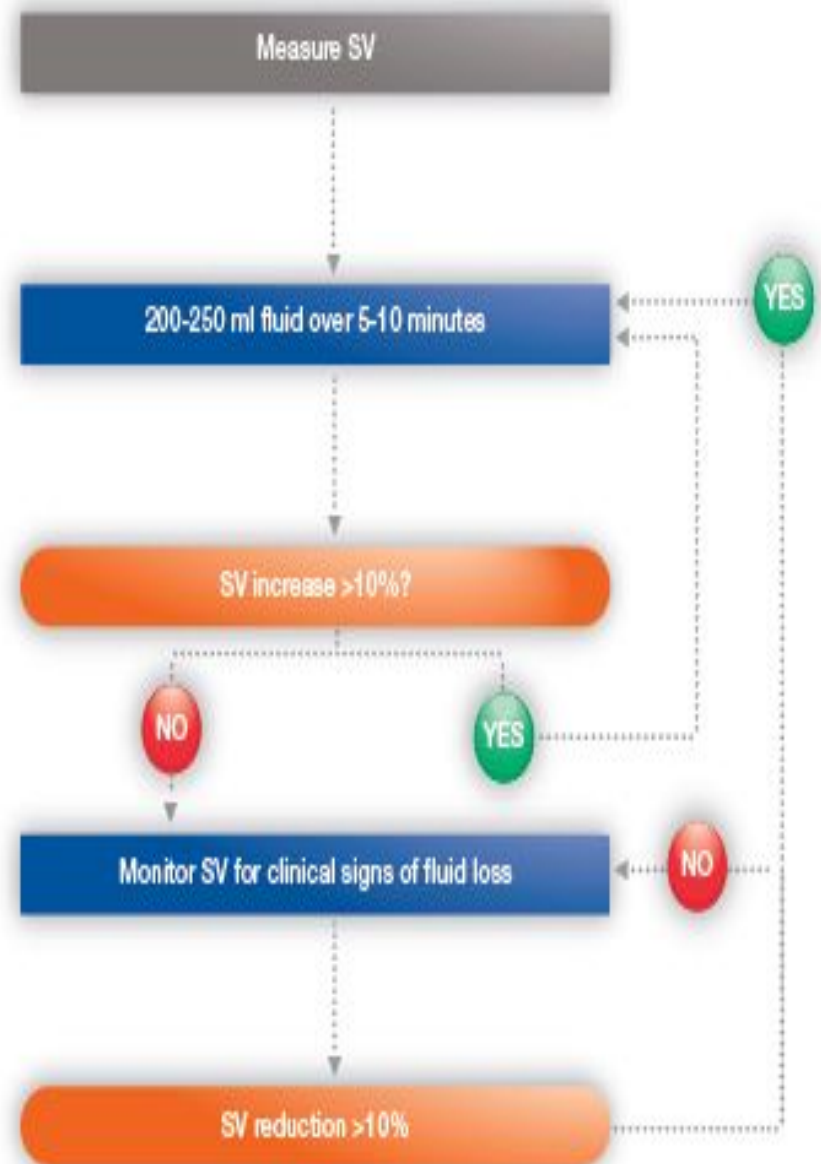 Measure SV
200-250 ml fluid over 5-10 minutes
YES
SV increase >10%?
NO
YES
Monitor SV for clinical signs of fluid loss
NO
SV reduction >10%